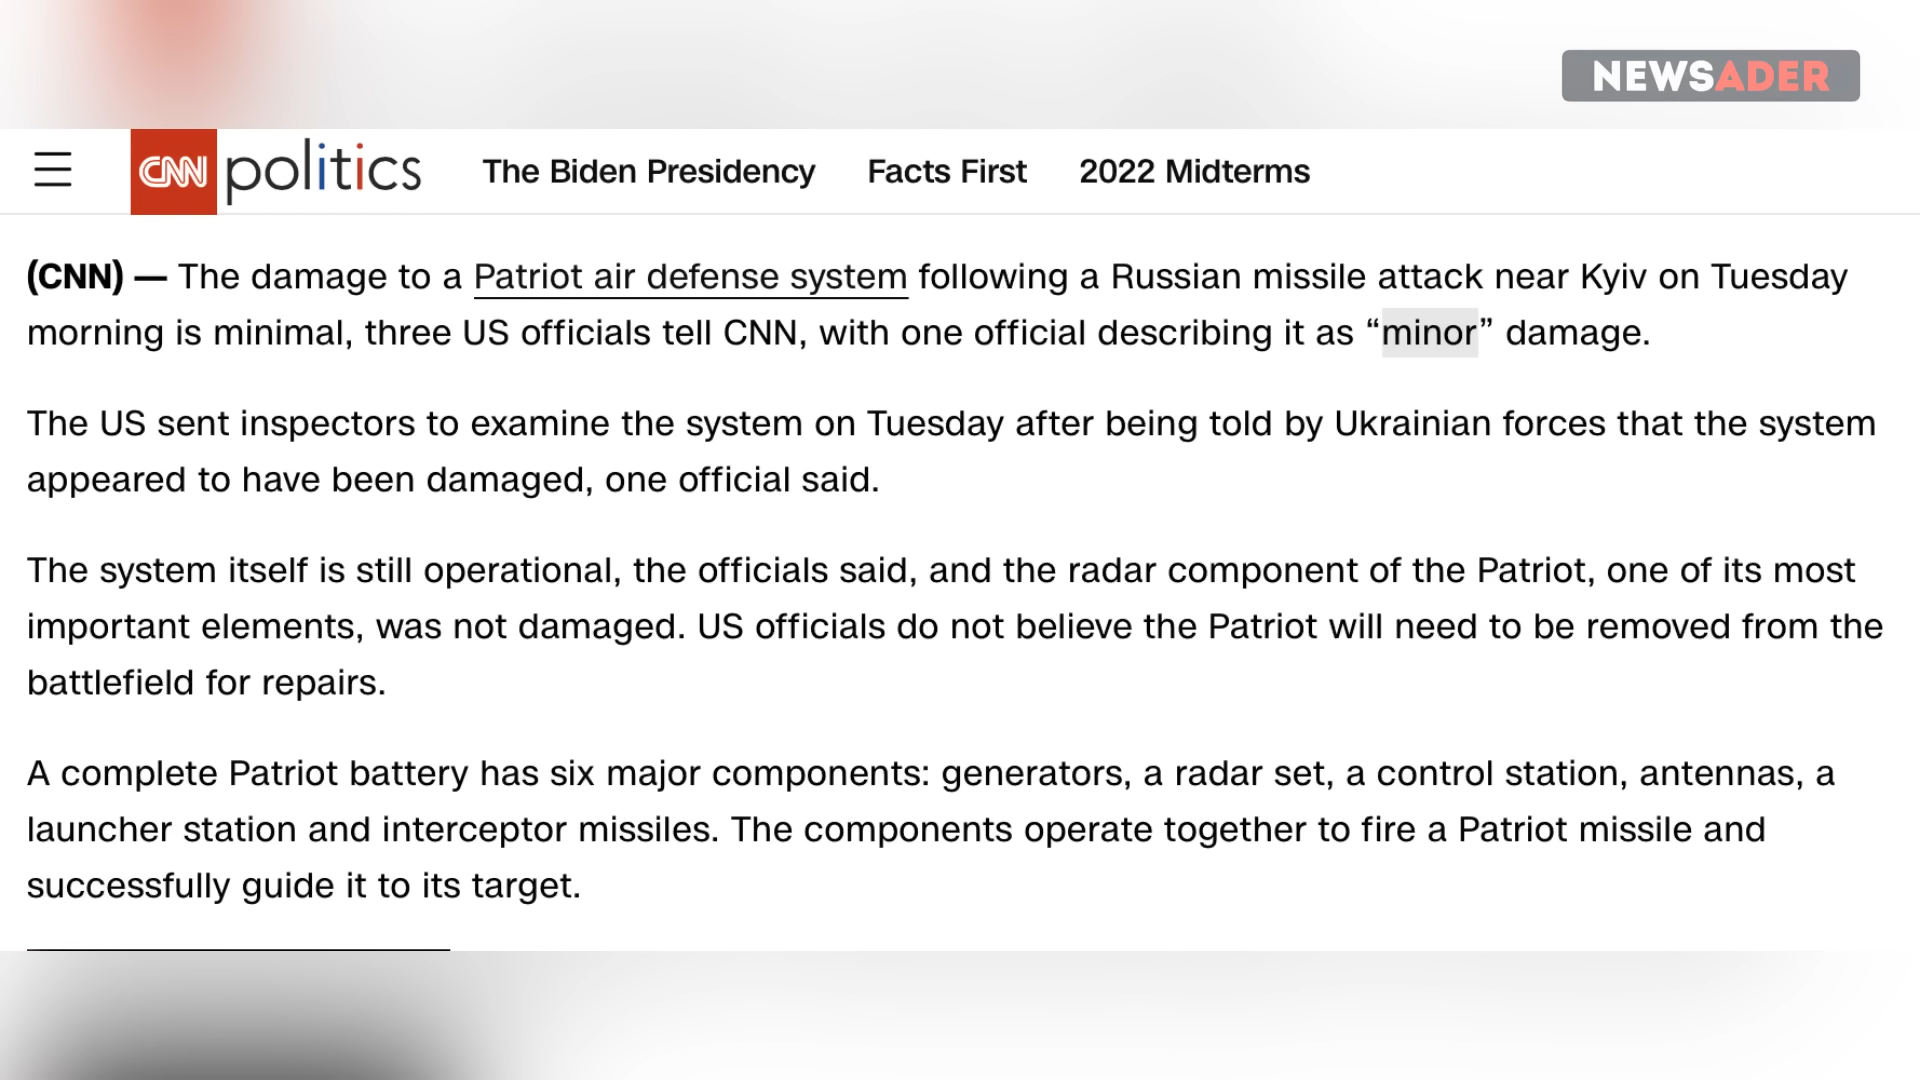 NEWSADER
CNN politics The Biden Presidency Facts First 2022 Midterms
(CNN) — The damage to a Patriot air defense system following a Russian missile attack near Kyiv on Tuesday
morning is minimal, three US officials tell CNN, with one official describing it as “minor” damage.
The US sent inspectors to examine the system on Tuesday after being told by Ukrainian forces that the system
appeared to have been damaged, one official said.
The system itself is still operational, the officials said, and the radar component of the Patriot, one of its most
important elements, was not damaged. US officials do not believe the Patriot will need to be removed from the
battlefield for repairs.
A complete Patriot battery has six major components: generators, a radar set, a control station, antennas, a
launcher station and interceptor missiles. The components operate together to fire a Patriot missile and
successfully guide it to its target.